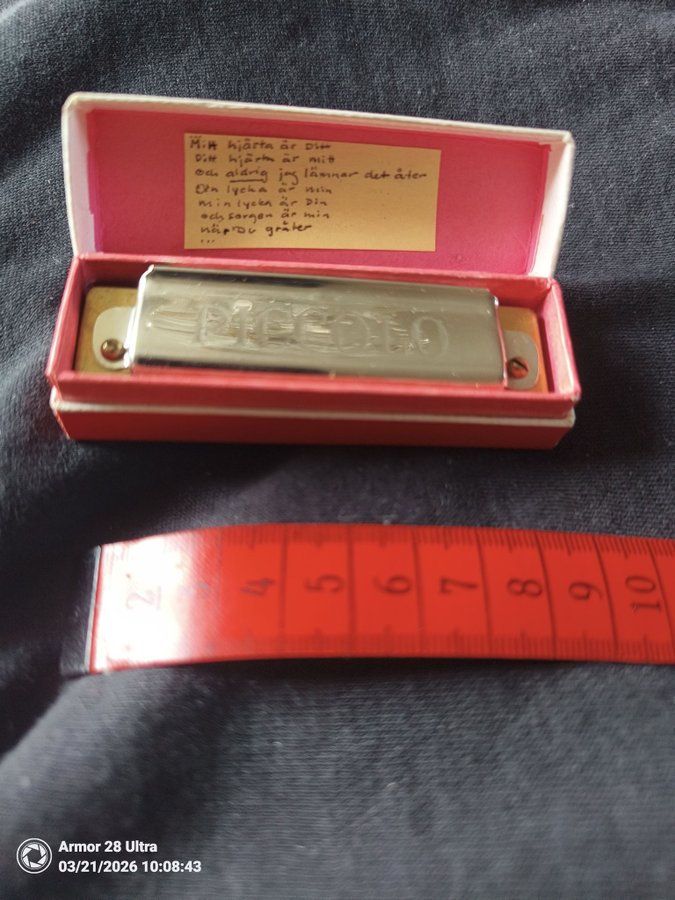 Mitt hjärta är Ditt
Ditt hjärta är mitt
och aldrig jag lämnar det åter
Din lycka är min
min lycka är Din
och sorgen är min
när Du gråter
...
PICCOLO
2 3 4 5 6 7 8 9 10
Armor 28 Ultra
03/21/2026 10:08:43